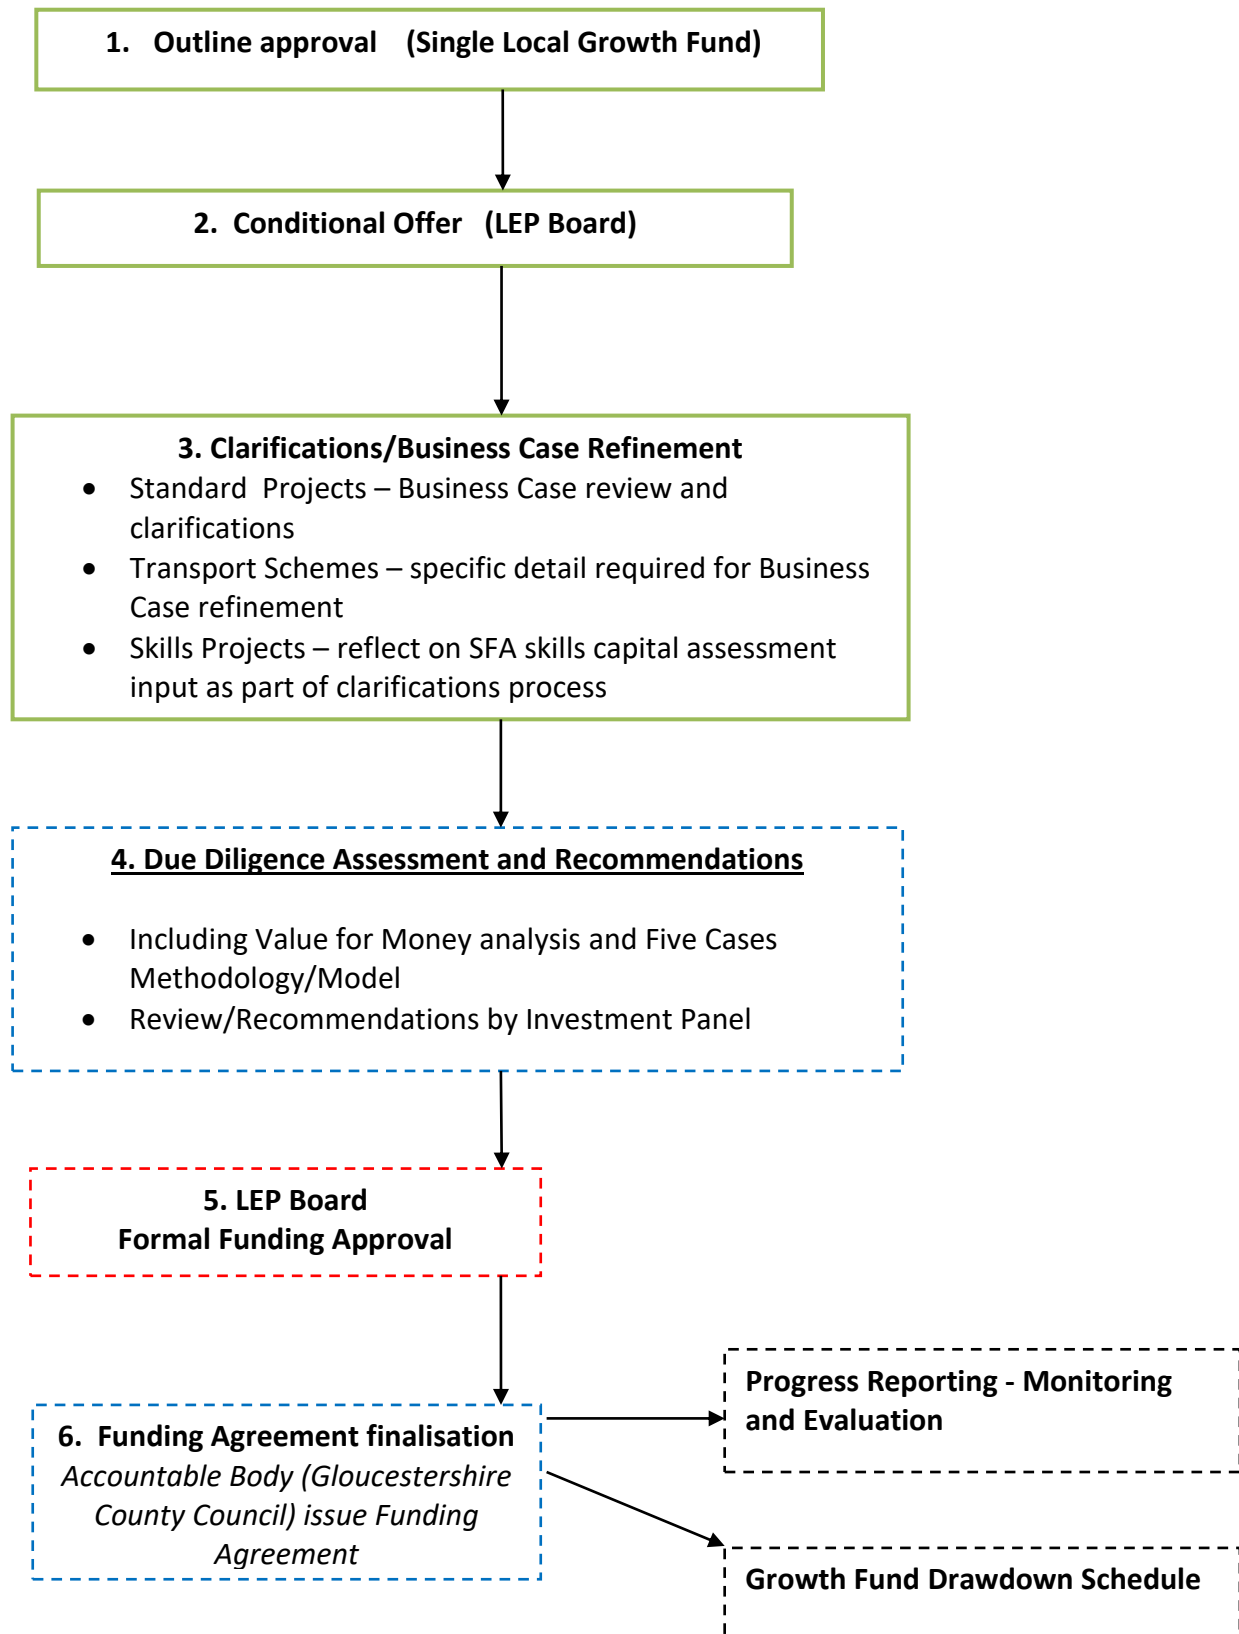 1. Outline approval (Single Local Growth Fund)
2. Conditional Offer (LEP Board)
3. Clarifications/Business Case Refinement
• Standard Projects – Business Case review and
clarifications
• Transport Schemes – specific detail required for Business
Case refinement
• Skills Projects – reflect on SFA skills capital assessment
input as part of clarifications process
4. Due Diligence Assessment and Recommendations
• Including Value for Money analysis and Five Cases
Methodology/Model
• Review/Recommendations by Investment Panel
5. LEP Board
Formal Funding Approval
6. Funding Agreement finalisation
Accountable Body (Gloucestershire
County Council) issue Funding
Agreement
Progress Reporting - Monitoring
and Evaluation
Growth Fund Drawdown Schedule